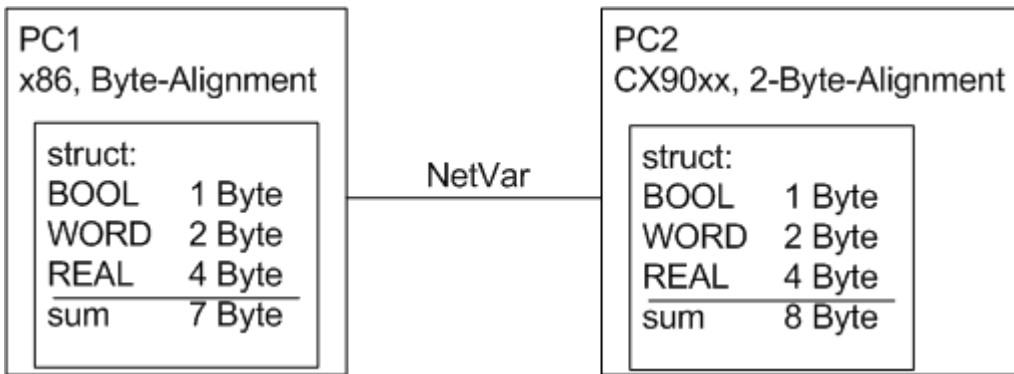 PC1
x86, Byte-Alignment
struct:
BOOL 1 Byte
WORD 2 Byte
REAL 4 Byte
sum 7 Byte
NetVar
PC2
CX90xx, 2-Byte-Alignment
struct:
BOOL 1 Byte
WORD 2 Byte
REAL 4 Byte
sum 8 Byte